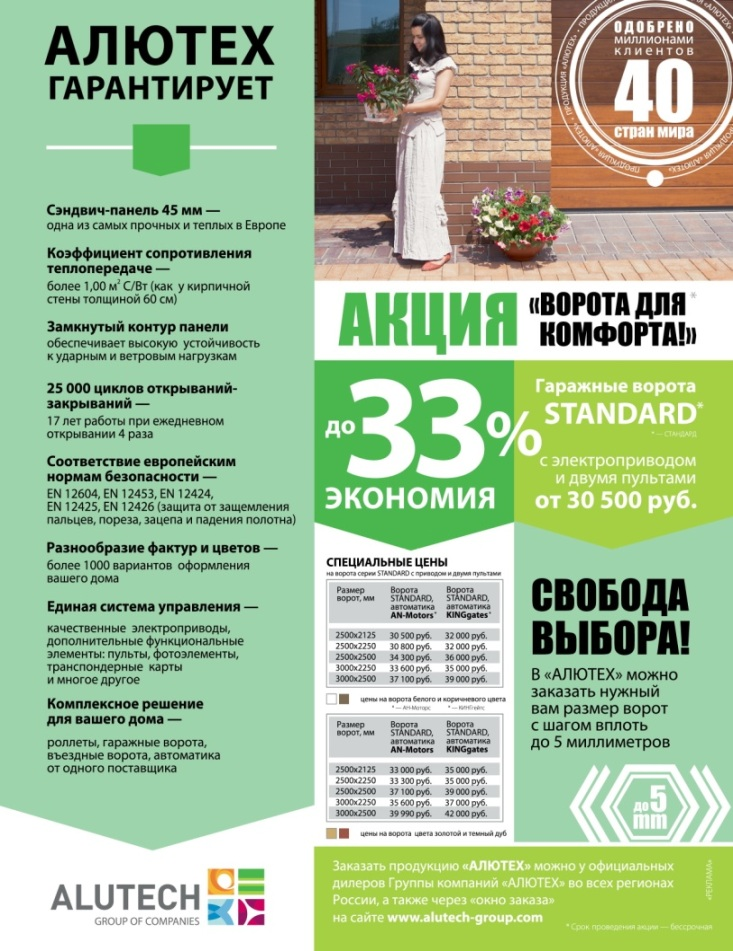 АЛЮТЕХ
ГАРАНТИРУЕТ
Сэндвич-панель 45 мм —
одна из самых прочных и теплых в Европе
Коэффициент сопротивления
теплопередаче —
более 1,00 м² С/Вт (как у кирпичной
стены толщиной 60 см)
Замкнутый контур панели
обеспечивает высокую устойчивость
к ударным и ветровым нагрузкам
25 000 циклов открываний-
закрываний —
17 лет работы при ежедневном
открывании 4 раза
Соответствие европейским
нормам безопасности —
EN 12604, EN 12453, EN 12424,
EN 12425, EN 12426 (защита от защемления
пальцев, пореза, зацепа и падения полотна)
Разнообразие фактур и цветов —
более 1000 вариантов оформления
вашего дома
Единая система управления —
качественные электроприводы,
дополнительные функциональные
элементы: пульты, фотоэлементы,
транспондерные карты
и многое другое
Комплексное решение
для вашего дома —
роллеты, гаражные ворота,
въездные ворота, автоматика
от одного поставщика
ALUTECH
GROUP OF COMPANIES
ПРОДУКЦИЯ «АЛЮТЕХ» • ПРОДУКЦИЯ «АЛЮТЕХ»
ОДОБРЕНО
МИЛЛИОНАМИ
КЛИЕНТОВ
40
стран мира
АКЦИЯ
«ВОРОТА ДЛЯ*
КОМФОРТА!»
до 33%
ЭКОНОМИЯ
Гаражные ворота
STANDARD*
* — СТАНДАРД
с электроприводом
и двумя пультами
от 30 500 руб.
СПЕЦИАЛЬНЫЕ ЦЕНЫ
на ворота серии STANDARD с приводом и двумя пультами
Размер ворот, мм Ворота STANDARD, автоматика AN-Motors* Ворота STANDARD, автоматика KINGgates*
2500x2125 30 500 руб. 32 000 руб.
2500x2250 30 800 руб. 32 000 руб.
2500x2500 34 300 руб. 36 000 руб.
3000x2250 33 600 руб. 35 000 руб.
3000x2500 37 100 руб. 39 000 руб.
цены на ворота белого и коричневого цвета
* — АН-Моторс * — КИНГгейтс
Размер ворот, мм Ворота STANDARD, автоматика AN-Motors Ворота STANDARD, автоматика KINGgates
2500x2125 33 000 руб. 35 000 руб.
2500x2250 33 300 руб. 35 000 руб.
2500x2500 37 100 руб. 39 000 руб.
3000x2250 35 600 руб. 37 000 руб.
3000x2500 39 990 руб. 42 000 руб.
цены на ворота цвета золотой и темный дуб
СВОБОДА
ВЫБОРА!
В «АЛЮТЕХ» можно
заказать нужный
вам размер ворот
с шагом вплоть
до 5 миллиметров
до 5
mm
Заказать продукцию «АЛЮТЕХ» можно у официальных
дилеров Группы компаний «АЛЮТЕХ» во всех регионах
России, а также через «окно заказа»
на сайте www.alutech-group.com
«РЕКЛАМА»
* Срок проведения акции — бессрочная